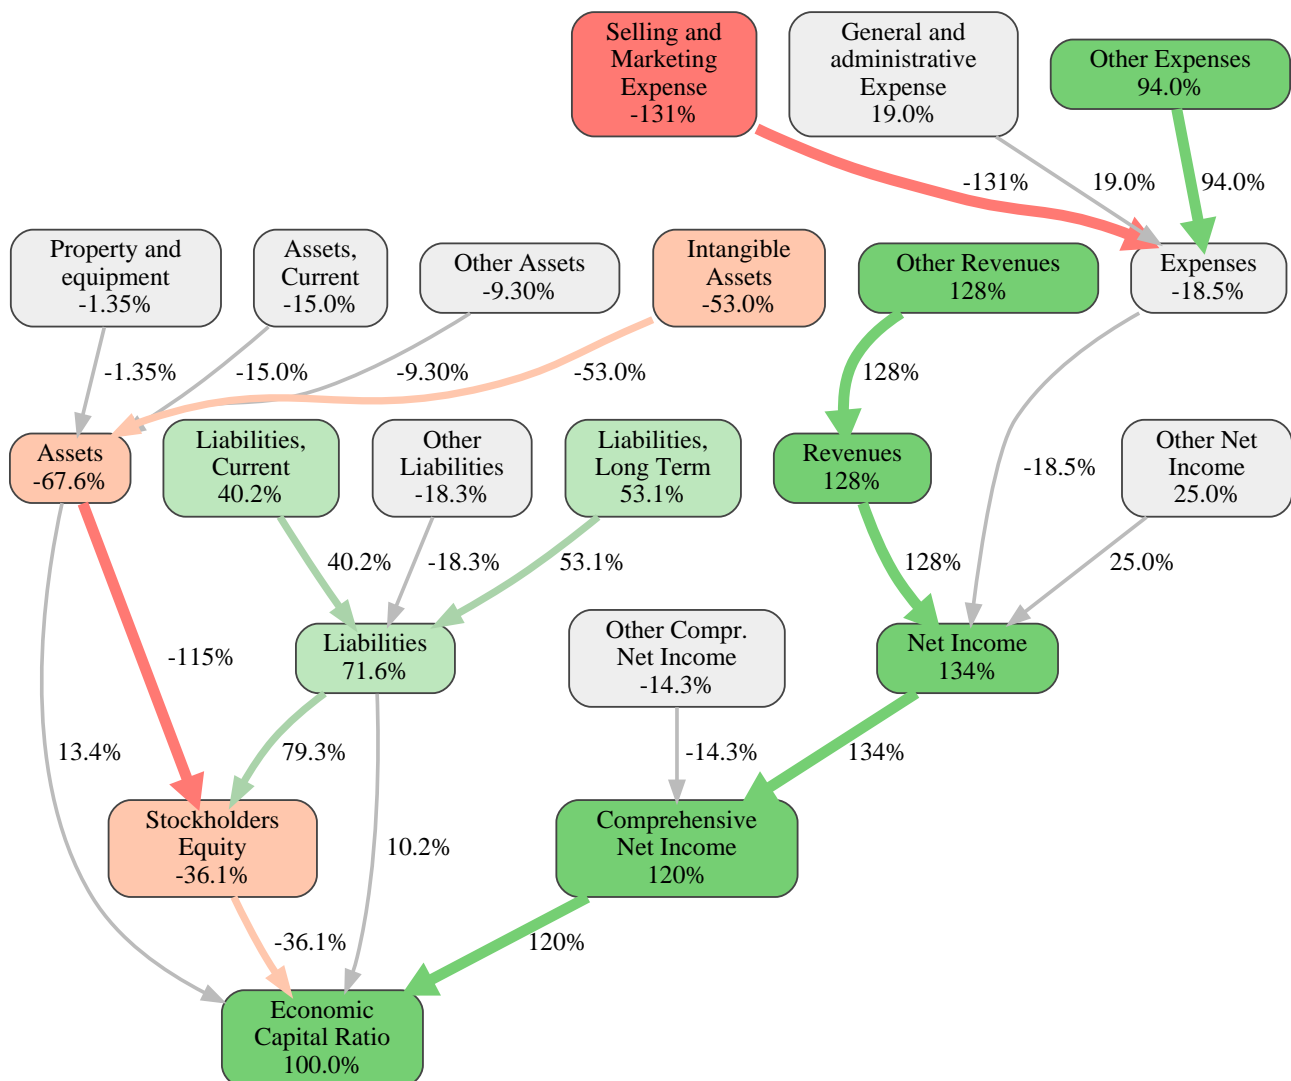 Selling and
Marketing
Expense
-131%
General and
administrative
Expense
19.0%
Other Expenses
94.0%
-131%
19.0%
94.0%
Property and
equipment
-1.35%
Assets,
Current
-15.0%
Other Assets
-9.30%
Intangible
Assets
-53.0%
Other Revenues
128%
Expenses
-18.5%
-1.35%
-15.0%
-9.30%
-53.0%
128%
Assets
-67.6%
Liabilities,
Current
40.2%
Other
Liabilities
-18.3%
Liabilities,
Long Term
53.1%
Revenues
128%
-18.5%
Other Net
Income
25.0%
40.2%
-18.3%
53.1%
128%
25.0%
-115%
Liabilities
71.6%
Other Compr.
Net Income
-14.3%
Net Income
134%
13.4%
79.3%
-14.3%
134%
Stockholders
Equity
-36.1%
10.2%
Comprehensive
Net Income
120%
-36.1%
120%
Economic
Capital Ratio
100.0%